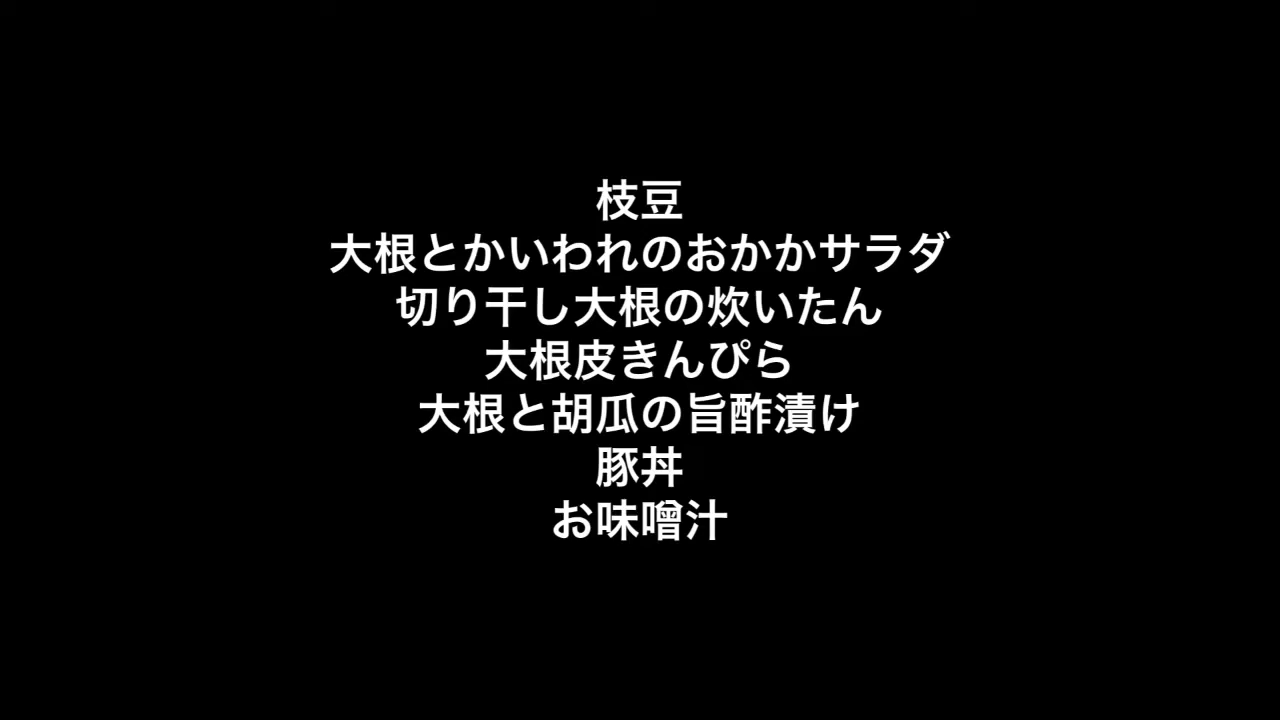 枝豆
大根とかいわれのおかかサラダ
切り干し大根の炊いたん
大根皮きんぴら
大根と胡瓜の旨酢漬け
豚丼
お味噌汁